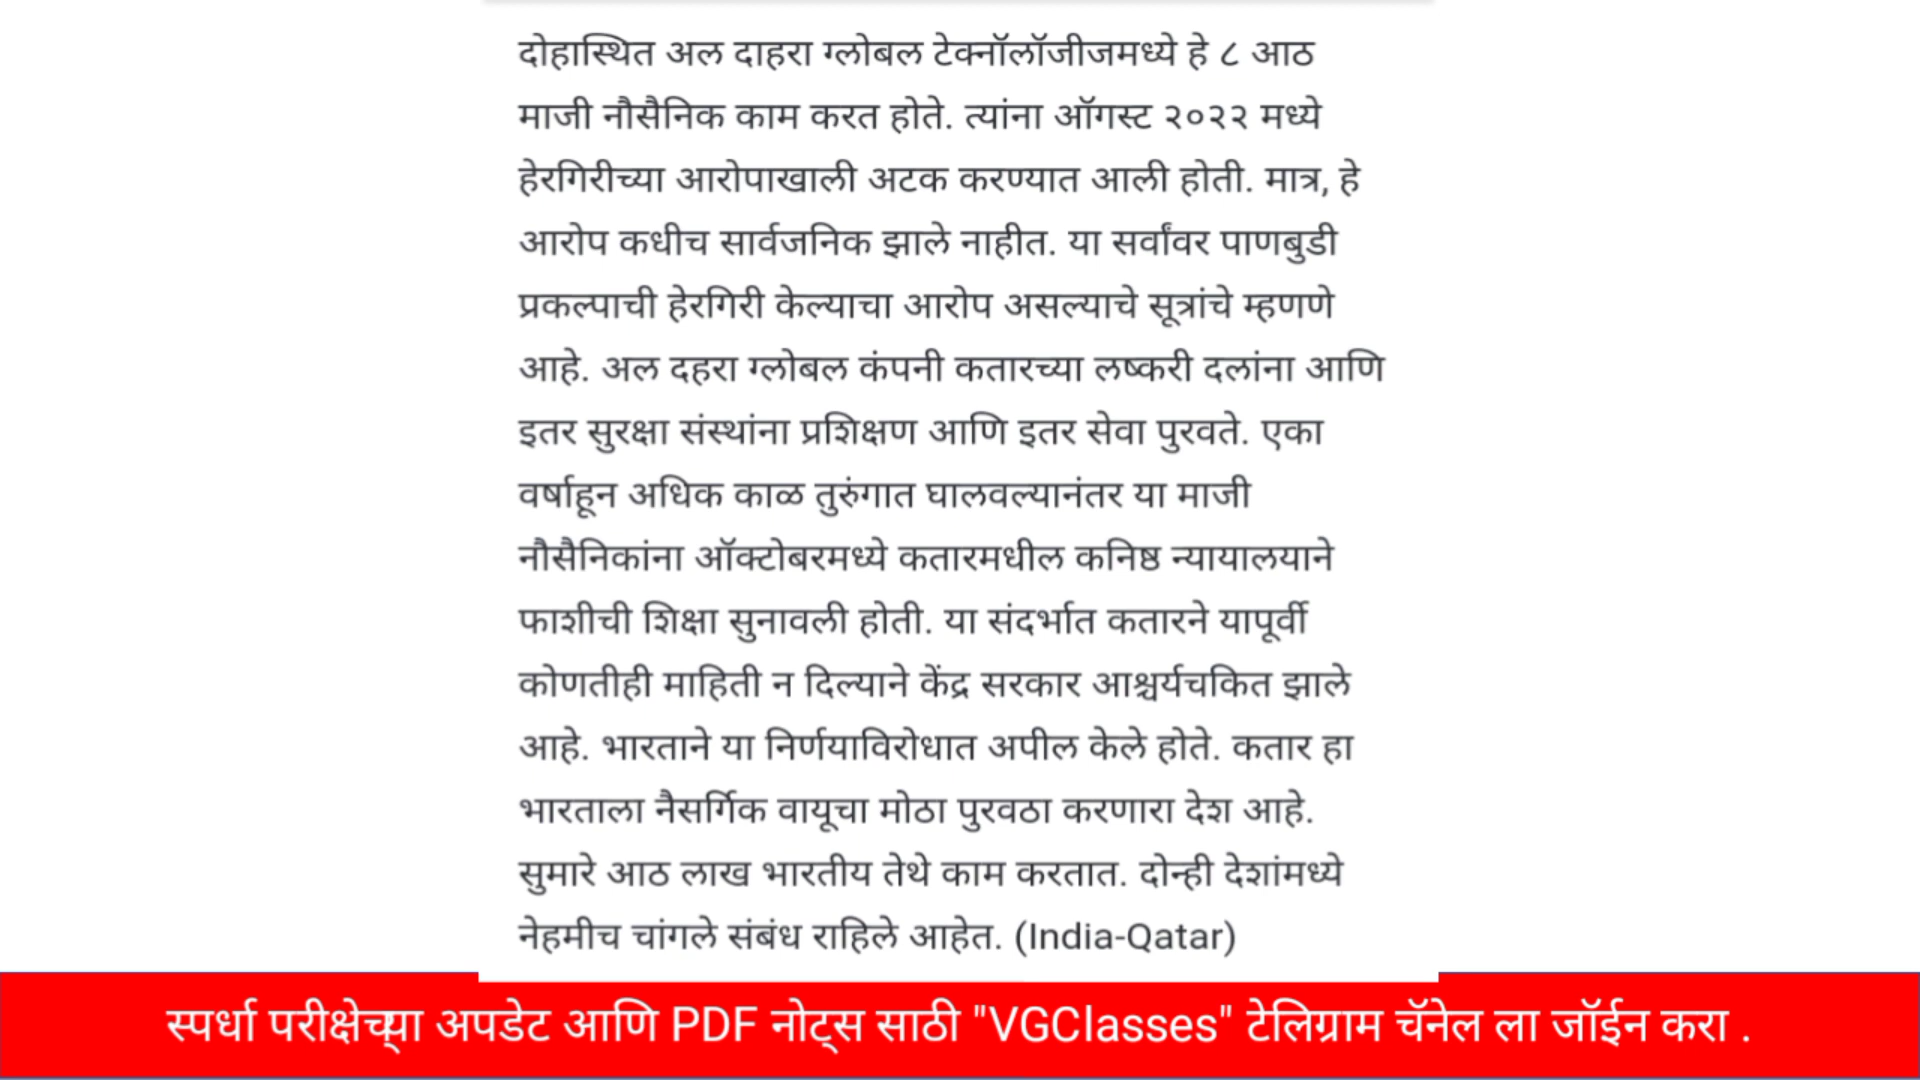 दोहास्थित अल दाहरा ग्लोबल टेक्नॉलॉजीजमध्ये हे ८ आठ
माजी नौसैनिक काम करत होते. त्यांना ऑगस्ट २०२२ मध्ये
हेरगिरीच्या आरोपाखाली अटक करण्यात आली होती. मात्र, हे
आरोप कधीच सार्वजनिक झाले नाहीत. या सर्वांवर पाणबुडी
प्रकल्पाची हेरगिरी केल्याचा आरोप असल्याचे सूत्रांचे म्हणणे
आहे. अल दहरा ग्लोबल कंपनी कतारच्या लष्करी दलांना आणि
इतर सुरक्षा संस्थांना प्रशिक्षण आणि इतर सेवा पुरवते. एका
वर्षाहून अधिक काळ तुरुंगात घालवल्यानंतर या माजी
नौसैनिकांना ऑक्टोबरमध्ये कतारमधील कनिष्ठ न्यायालयाने
फाशीची शिक्षा सुनावली होती. या संदर्भात कतारने यापूर्वी
कोणतीही माहिती न दिल्याने केंद्र सरकार आश्चर्यचकित झाले
आहे. भारताने या निर्णयाविरोधात अपील केले होते. कतार हा
भारताला नैसर्गिक वायूचा मोठा पुरवठा करणारा देश आहे.
सुमारे आठ लाख भारतीय तेथे काम करतात. दोन्ही देशांमध्ये
नेहमीच चांगले संबंध राहिले आहेत. (India-Qatar)
स्पर्धा परीक्षेच्या अपडेट आणि PDF नोट्स साठी "VGClasses" टेलिग्राम चॅनेल ला जॉईन करा .